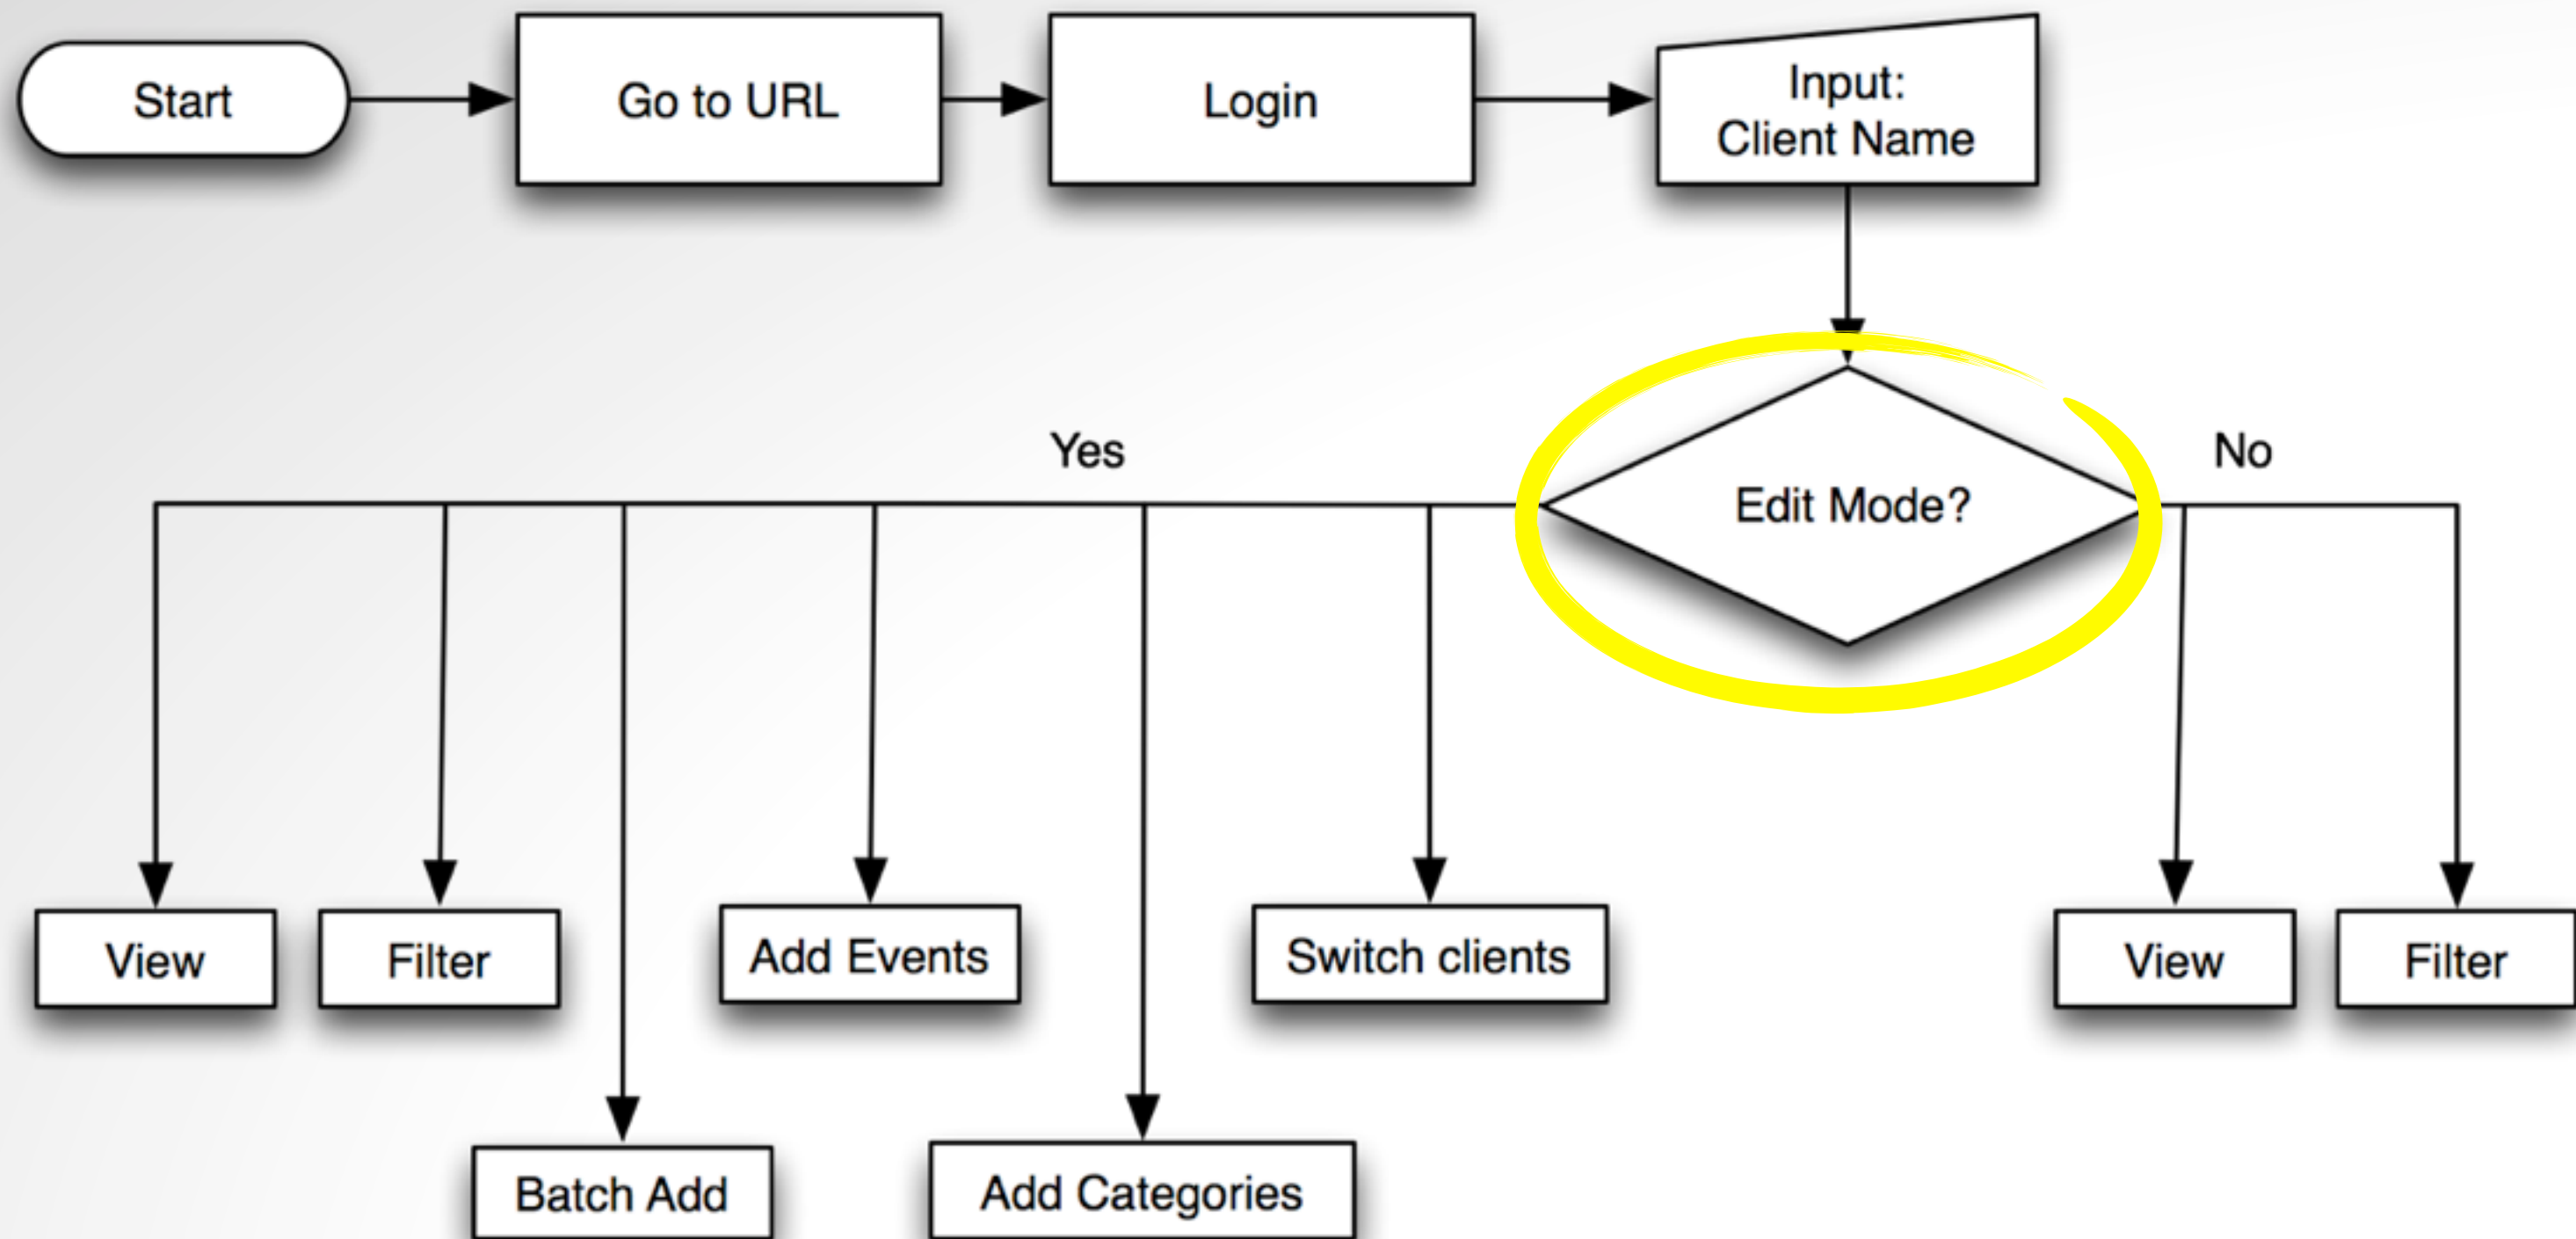 Start
Go to URL
Login
Input:
Client Name
Yes
Edit Mode?
No
View
Filter
Add Events
Switch clients
View
Filter
Batch Add
Add Categories